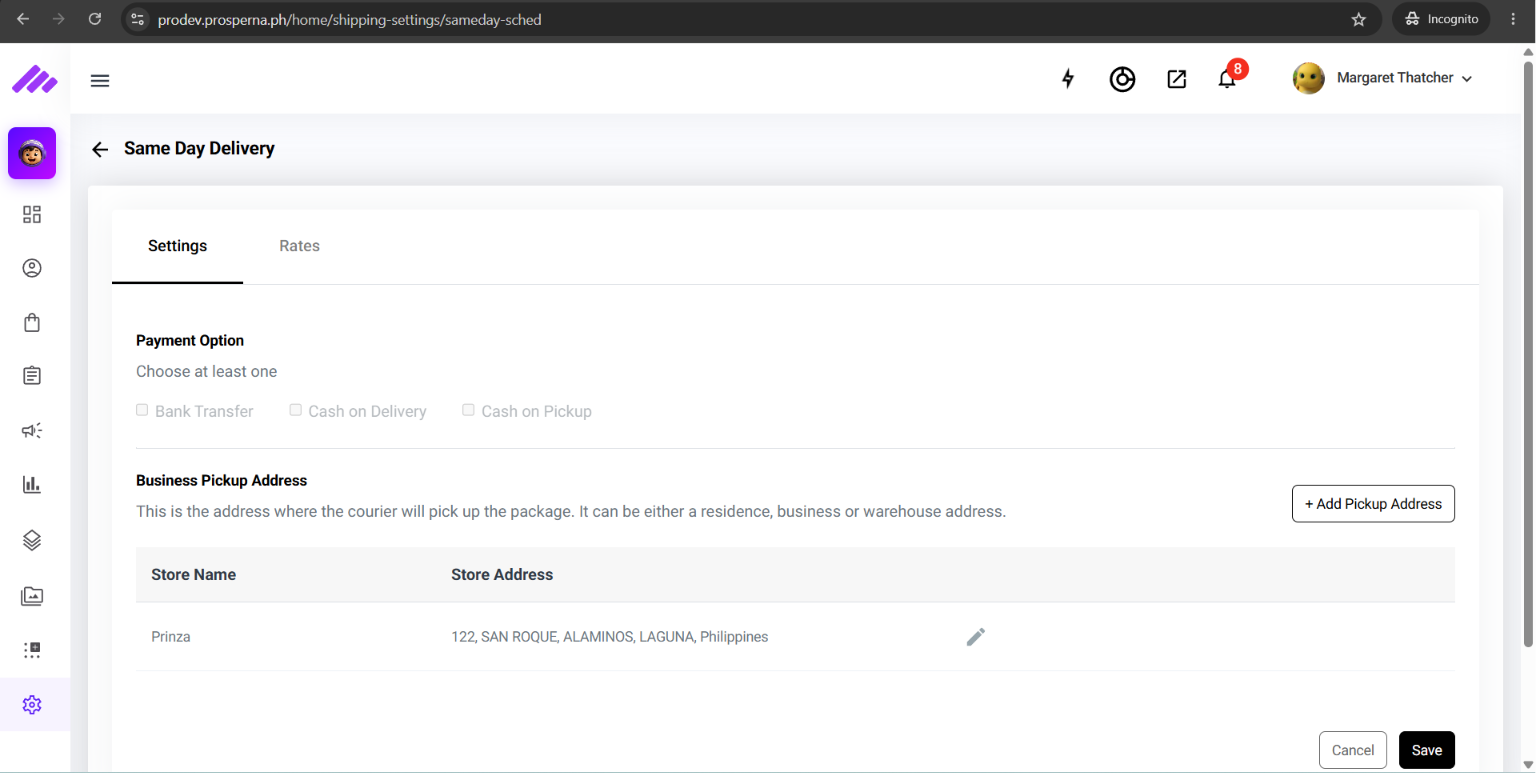 prodev.prosperna.ph/home/shipping-settings/sameday-sched
Incognito
8
Margaret Thatcher
Same Day Delivery
Settings
Rates
Payment Option
Choose at least one
Bank Transfer
Cash on Delivery
Cash on Pickup
Business Pickup Address
This is the address where the courier will pick up the package. It can be either a residence, business or warehouse address.
+ Add Pickup Address
Store Name
Store Address
Prinza
122, SAN ROQUE, ALAMINOS, LAGUNA, Philippines
Cancel
Save